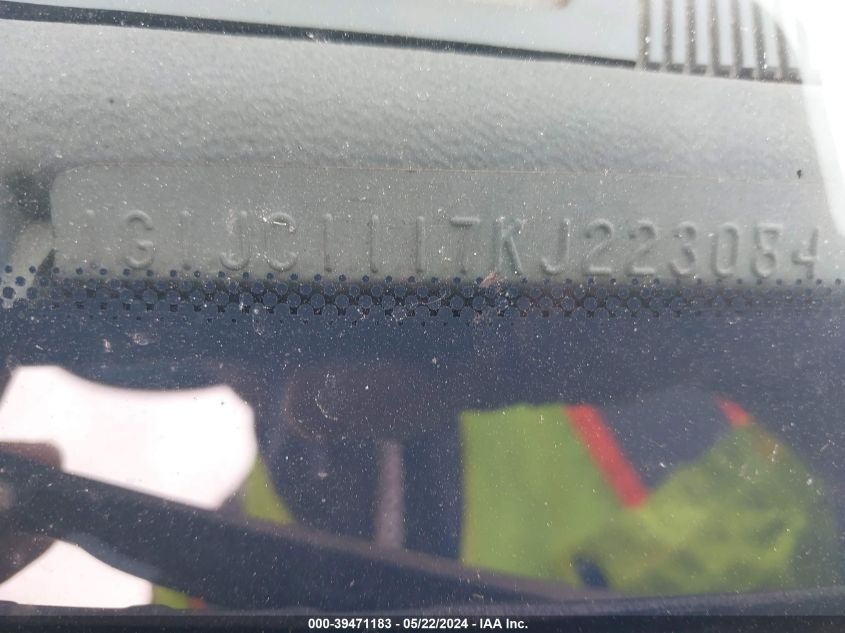 1G1JC1117KJ223084
000-39471183 - 05/22/2024 - IAA Inc.